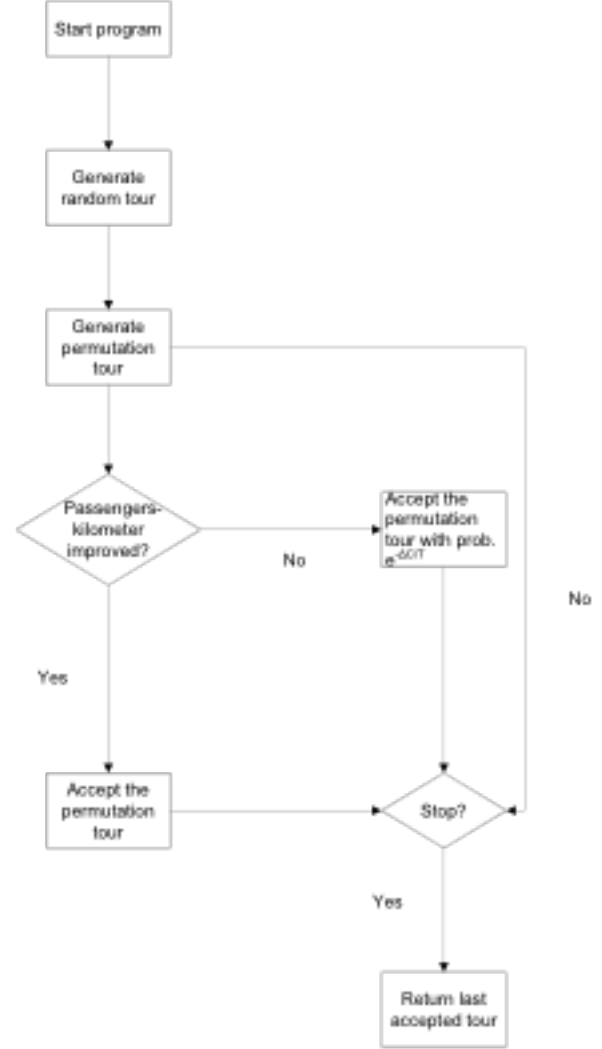 Start program
Generate
random tour
Generate
permutation
tour
Passengers-
kilometer
improved?
Accept the
permutation
tour with prob.
e^-ΔC/T
No
No
Yes
Accept the
permutation
tour
Stop?
Yes
Return last
accepted tour